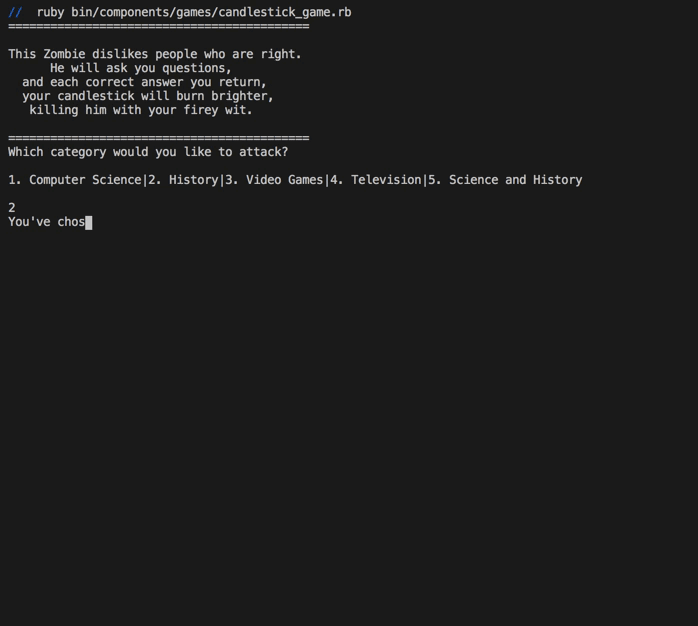 // ruby bin/components/games/candlestick_game.rb
===========================================
This Zombie dislikes people who are right.
He will ask you questions,
and each correct answer you return,
your candlestick will burn brighter,
killing him with your firey wit.
===========================================
Which category would you like to attack?
1. Computer Science|2. History|3. Video Games|4. Television|5. Science and History
2
You've chos